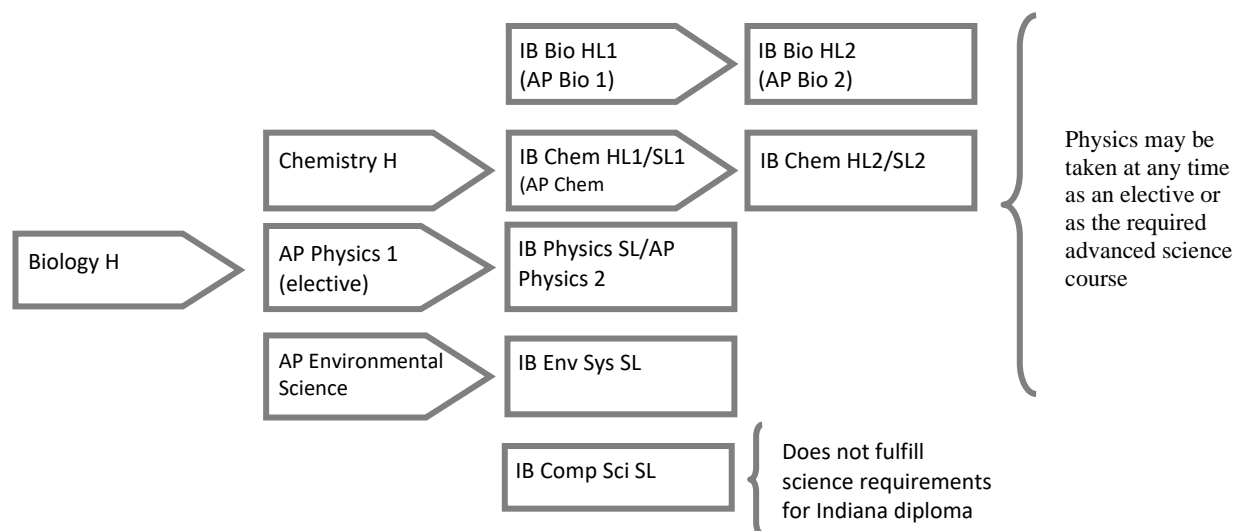 IB Bio HL1
(AP Bio 1)
IB Bio HL2
(AP Bio 2)
Chemistry H
IB Chem HL1/SL1
(AP Chem
IB Chem HL2/SL2
Physics may be
taken at any time
as an elective or
as the required
advanced science
course
Biology H
AP Physics 1
(elective)
IB Physics SL/AP
Physics 2
AP Environmental
Science
IB Env Sys SL
IB Comp Sci SL
Does not fulfill
science requirements
for Indiana diploma